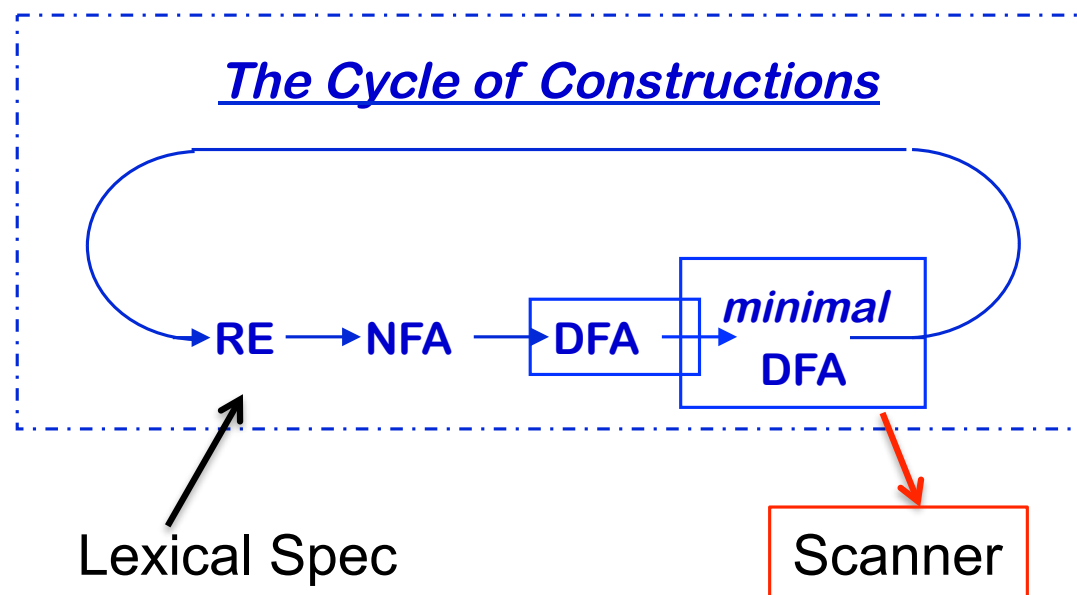 The Cycle of Constructions
minimal
RE NFA DFA
DFA
Lexical Spec Scanner